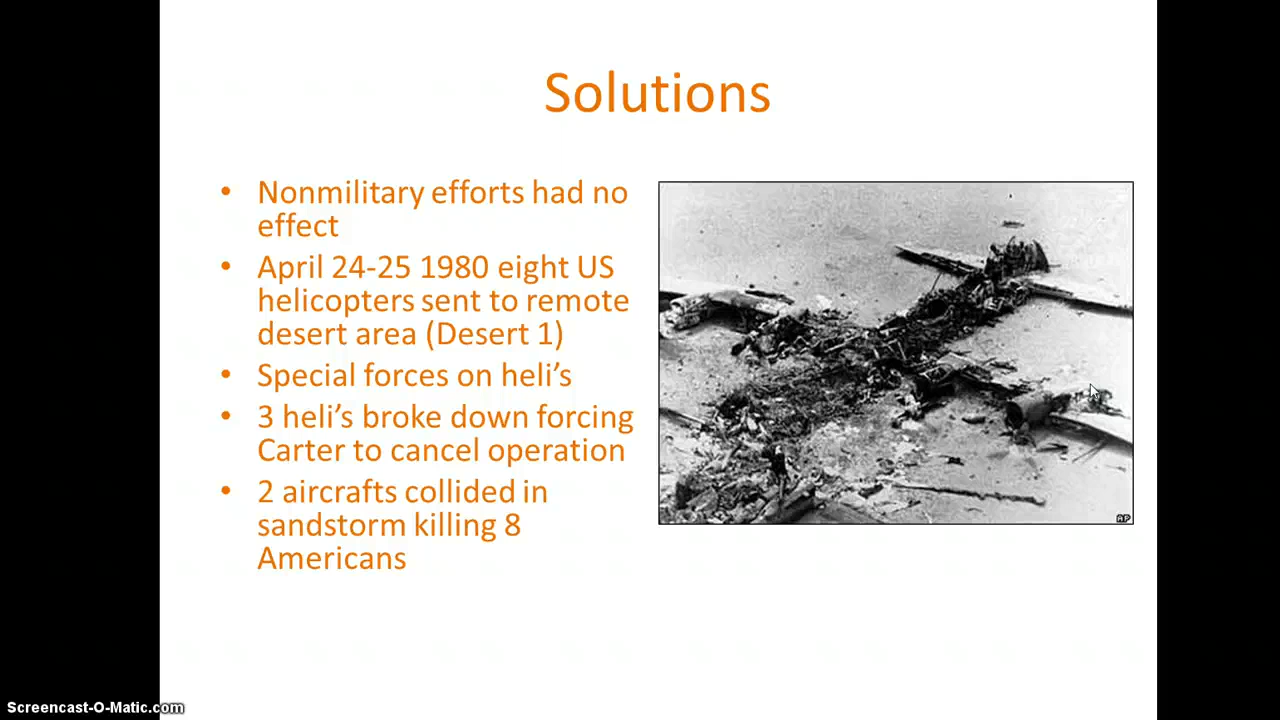 Solutions
• Nonmilitary efforts had no
effect
• April 24-25 1980 eight US
helicopters sent to remote
desert area (Desert 1)
• Special forces on heli’s
• 3 heli’s broke down forcing
Carter to cancel operation
• 2 aircrafts collided in
sandstorm killing 8
Americans
AP
Screencast-O-Matic.com